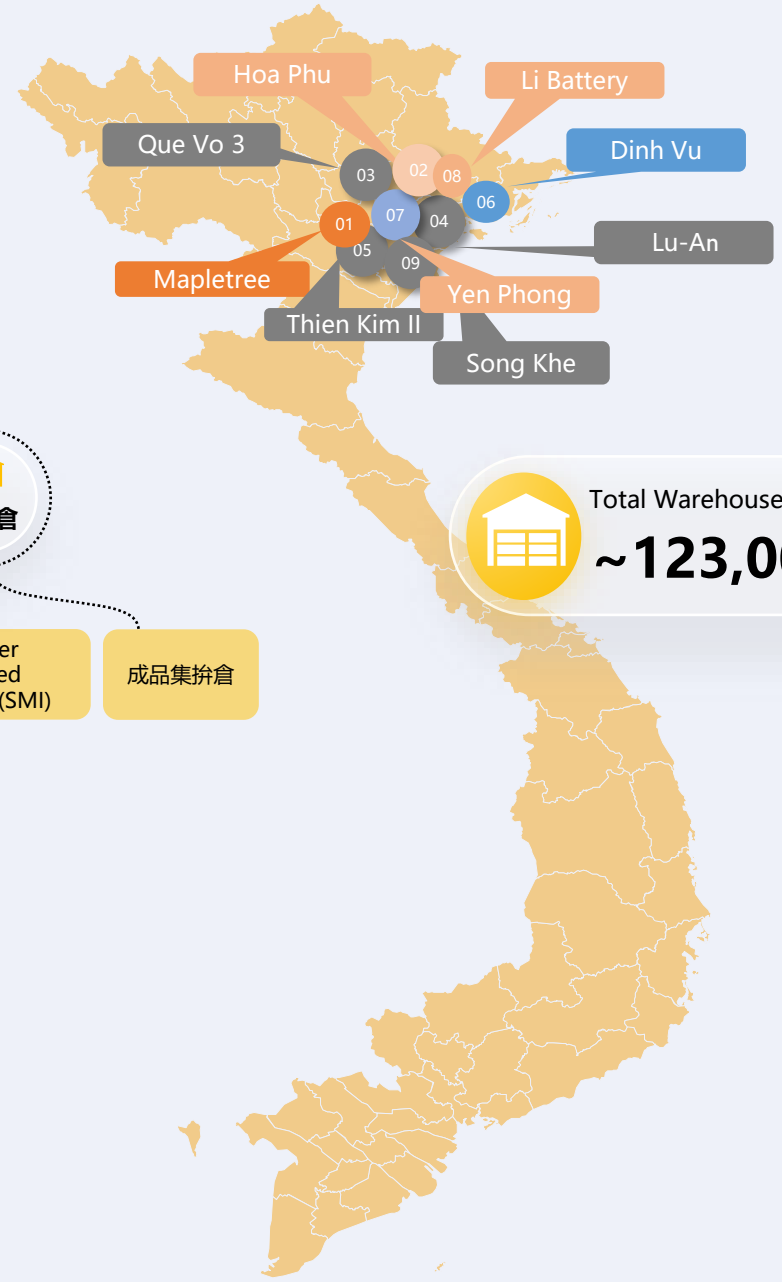 Hoa Phu
Li Battery
Que Vo 3
Dinh Vu
02
08
03
06
07
04
01
Lu-An
05
09
Mapletree
Yen Phong
Thien Kim II
Song Khe
倉
Total Warehouse
~123,0
(SMI)
成品集拚倉